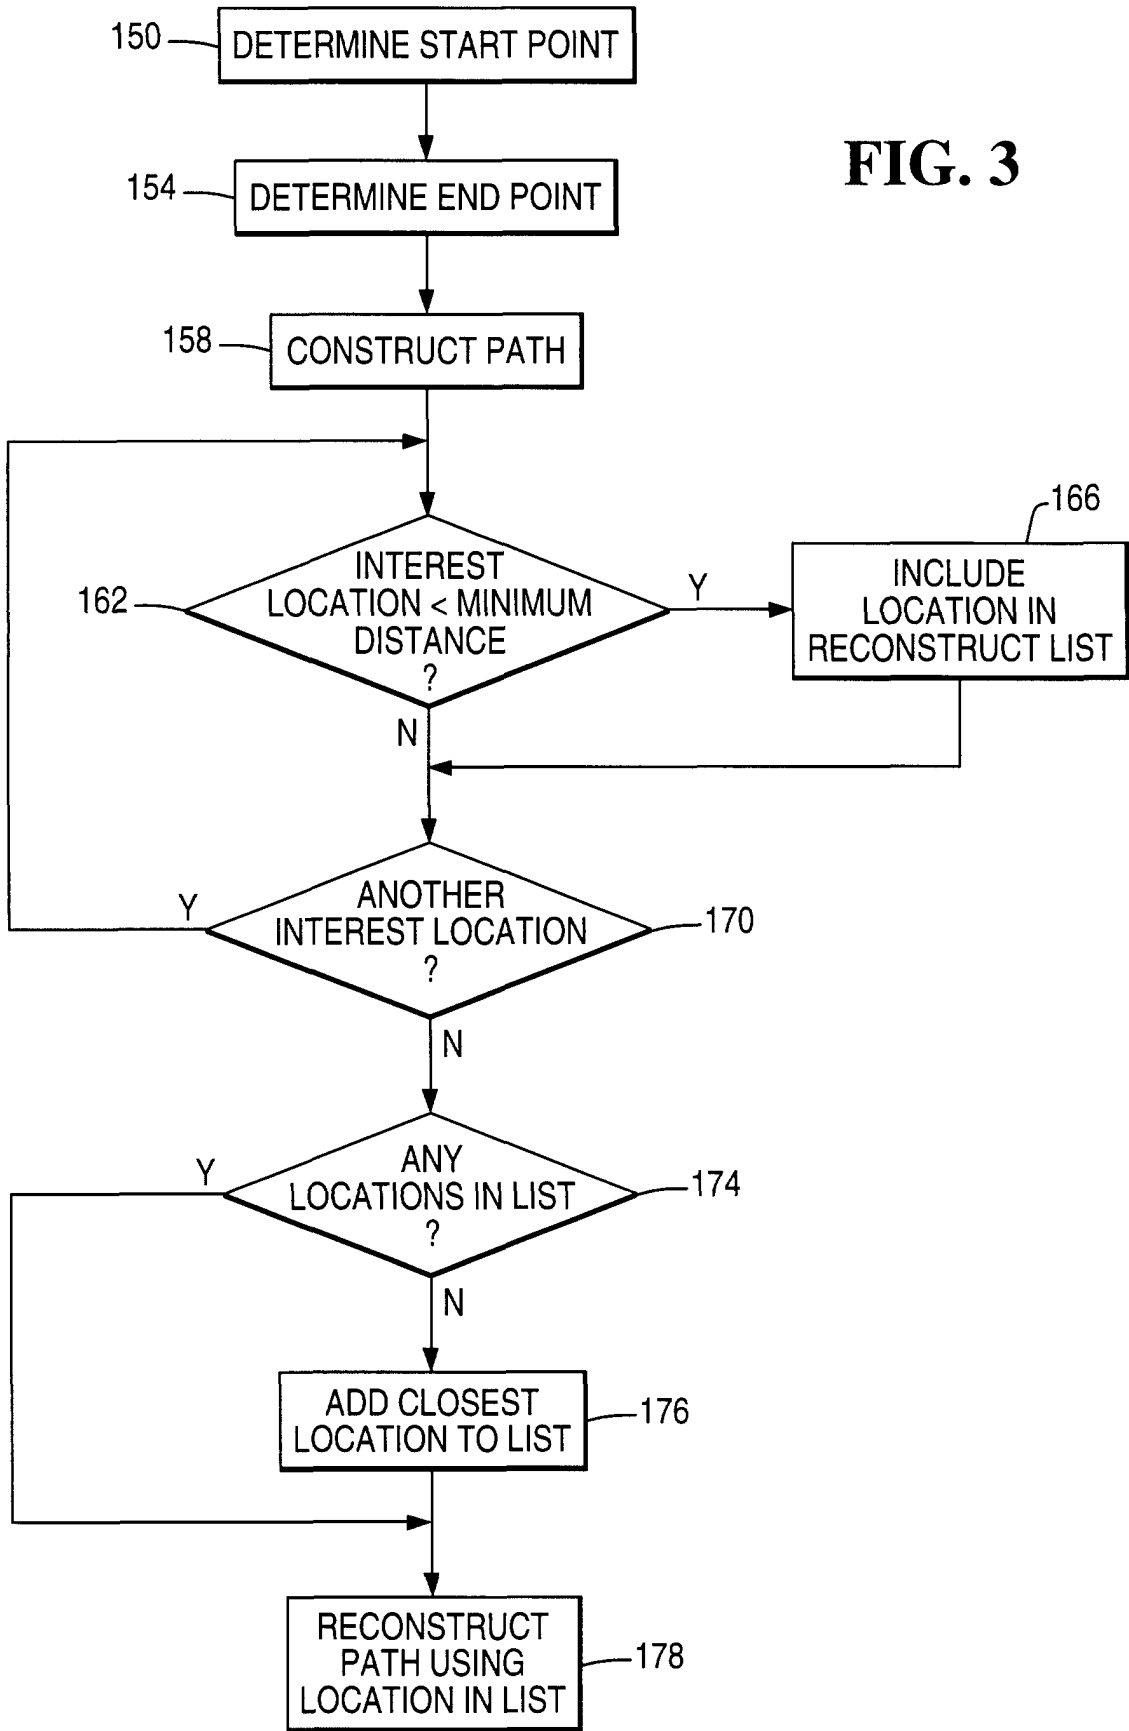 150
DETERMINE START POINT
FIG. 3
154
DETERMINE END POINT
158
CONSTRUCT PATH
166
162
INTEREST
LOCATION < MINIMUM
DISTANCE
?
Y
INCLUDE
LOCATION IN
RECONSTRUCT LIST
N
Y
ANOTHER
INTEREST LOCATION
?
170
N
Y
ANY
LOCATIONS IN LIST
?
174
N
ADD CLOSEST
LOCATION TO LIST
176
RECONSTRUCT
PATH USING
LOCATION IN LIST
178